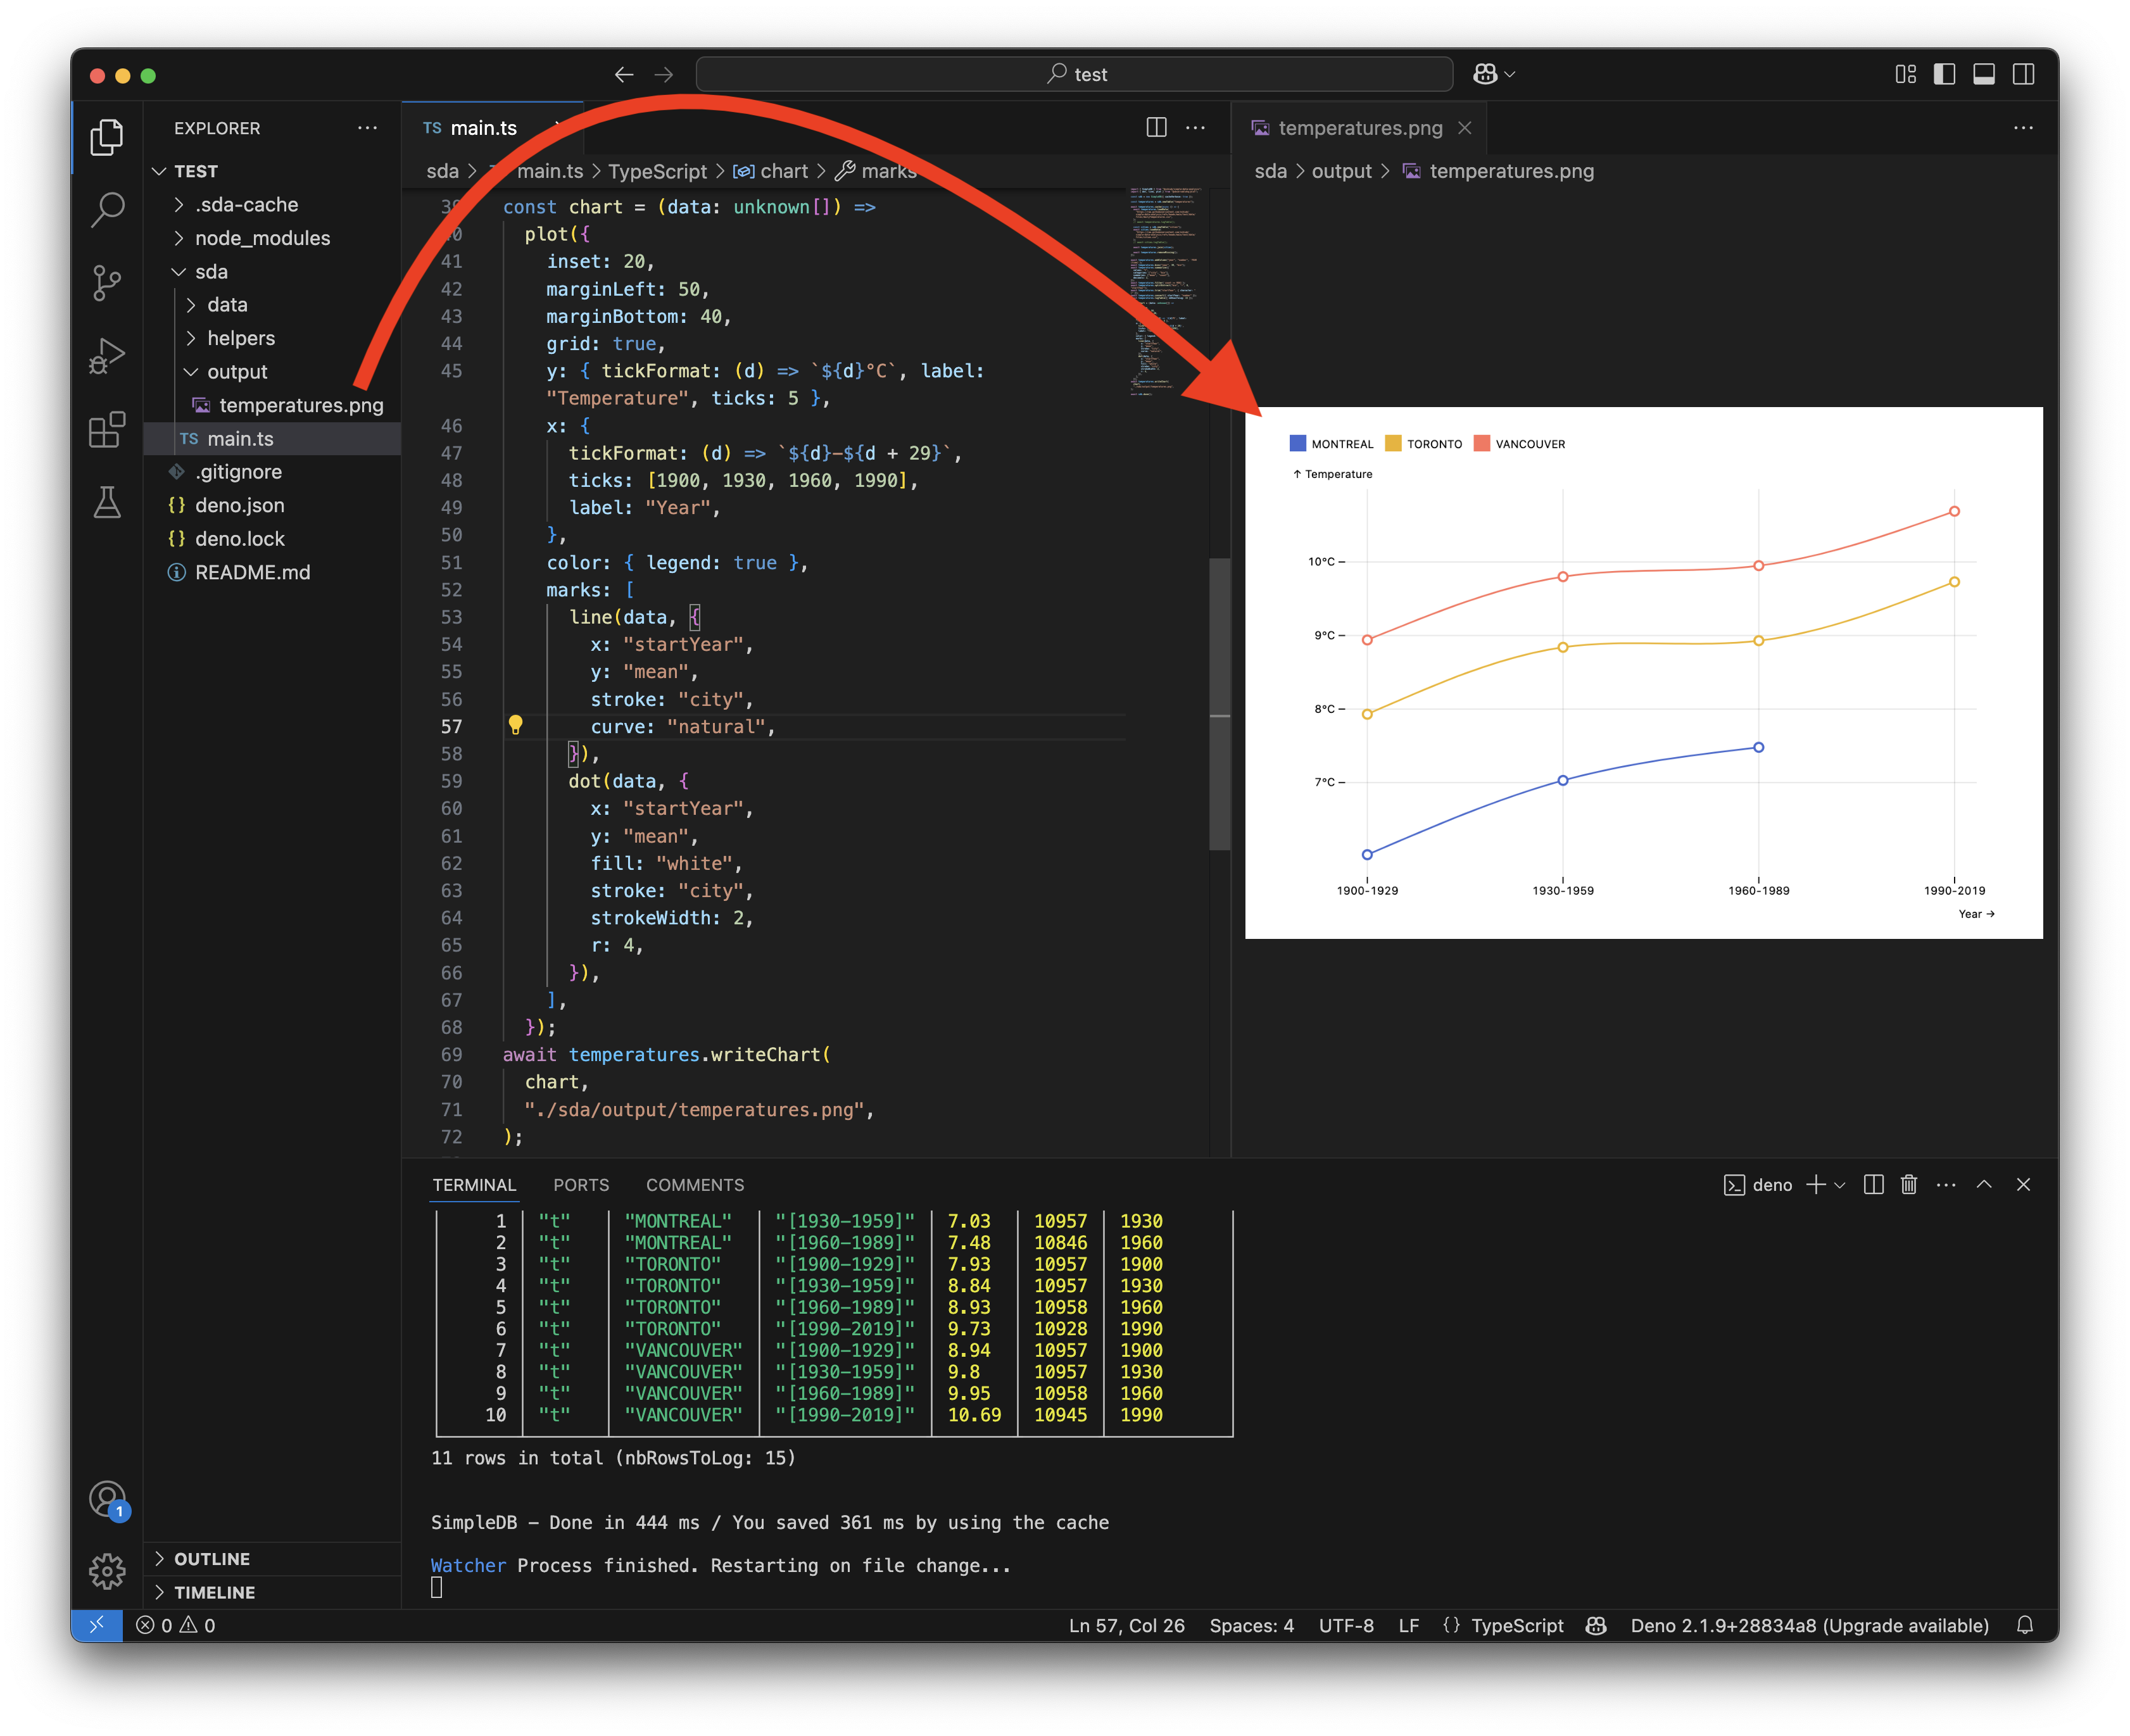 test
EXPLORER
TEST
.sda-cache
node_modules
sda
data
helpers
output
temperatures.png
TS main.ts
.gitignore
{} deno.json
{} deno.lock
README.md
OUTLINE
TIMELINE
1
TS main.ts
sda > main.ts > TypeScript > chart > marks
39 const chart = (data: unknown[]) =>
40 plot({
41 inset: 20,
42 marginLeft: 50,
43 marginBottom: 40,
44 grid: true,
45 y: { tickFormat: (d) => `${d}°C`, label:
"Temperature", ticks: 5 },
46 x: {
47 tickFormat: (d) => `${d}-${d + 29}`,
48 ticks: [1900, 1930, 1960, 1990],
49 label: "Year",
50 },
51 color: { legend: true },
52 marks: [
53 line(data, {
54 x: "startYear",
55 y: "mean",
56 stroke: "city",
57 curve: "natural",
58 }),
59 dot(data, {
60 x: "startYear",
61 y: "mean",
62 fill: "white",
63 stroke: "city",
64 strokeWidth: 2,
65 r: 4,
66 }),
67 ],
68 });
69 await temperatures.writeChart(
70 chart,
71 "./sda/output/temperatures.png",
72 );
temperatures.png
sda > output > temperatures.png
MONTREAL TORONTO VANCOUVER
↑ Temperature
10°C
9°C
8°C
7°C
1900-1929 1930-1959 1960-1989 1990-2019
Year →
TERMINAL PORTS COMMENTS
deno
1 "t" "MONTREAL" "[1930-1959]" 7.03 10957 1930
2 "t" "MONTREAL" "[1960-1989]" 7.48 10846 1960
3 "t" "TORONTO" "[1900-1929]" 7.93 10957 1900
4 "t" "TORONTO" "[1930-1959]" 8.84 10957 1930
5 "t" "TORONTO" "[1960-1989]" 8.93 10958 1960
6 "t" "TORONTO" "[1990-2019]" 9.73 10928 1990
7 "t" "VANCOUVER" "[1900-1929]" 8.94 10957 1900
8 "t" "VANCOUVER" "[1930-1959]" 9.8 10957 1930
9 "t" "VANCOUVER" "[1960-1989]" 9.95 10958 1960
10 "t" "VANCOUVER" "[1990-2019]" 10.69 10945 1990
11 rows in total (nbRowsToLog: 15)
SimpleDB - Done in 444 ms / You saved 361 ms by using the cache
Watcher Process finished. Restarting on file change...
0 0
Ln 57, Col 26 Spaces: 4 UTF-8 LF {} TypeScript Deno 2.1.9+28834a8 (Upgrade available)